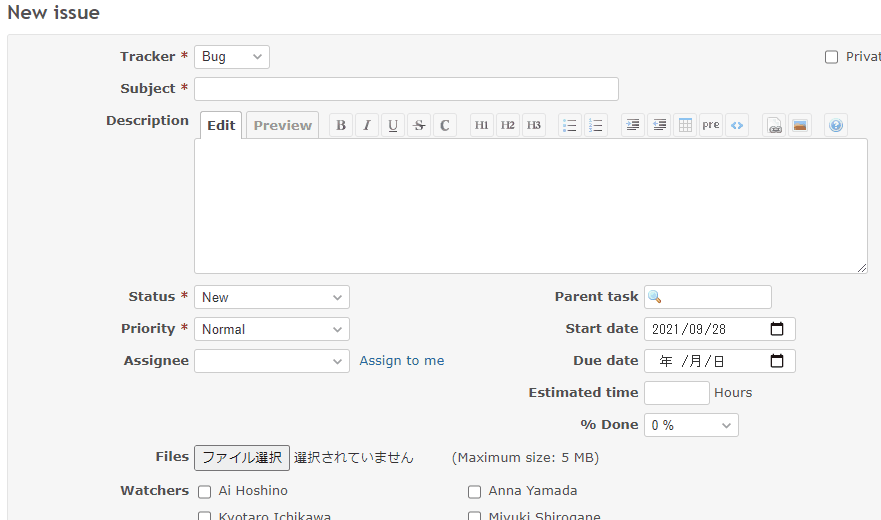 New issue
Tracker * Bug Privat
Subject *
Description Edit Preview B I U S C H1 H2 H3 pre
Status * New Parent task
Priority * Normal Start date 2021/09/28
Assignee Assign to me Due date 年 /月/日
Estimated time Hours
% Done 0 %
Files ファイル選択 選択されていません (Maximum size: 5 MB)
Watchers Ai Hoshino Anna Yamada
Kyotaro Ichikawa Miyuki Shirogane